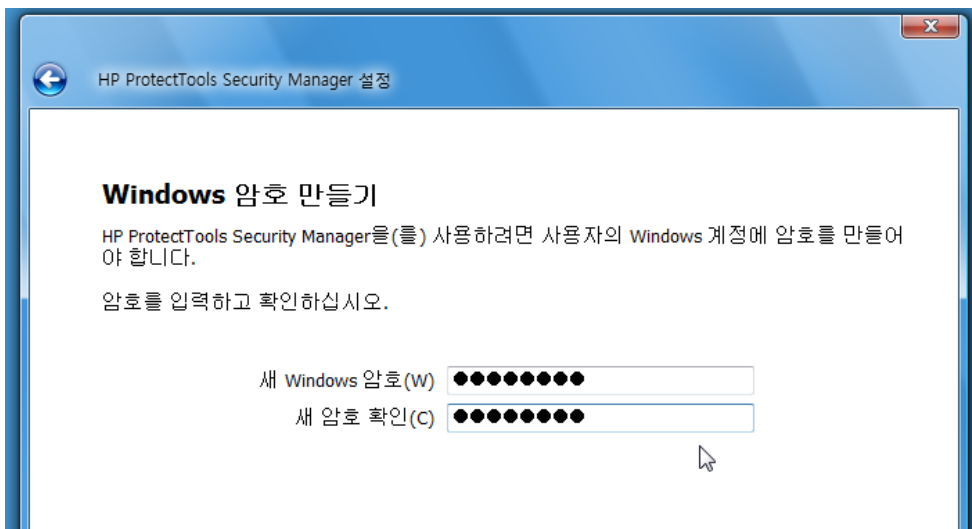 HP ProtectTools Security Manager 설정
Windows 암호 만들기
HP ProtectTools Security Manager을(를) 사용하려면 사용자의 Windows 계정에 암호를 만들어
야 합니다.
암호를 입력하고 확인하십시오.
새 Windows 암호(W) ●●●●●●●●
새 암호 확인(C) ●●●●●●●●